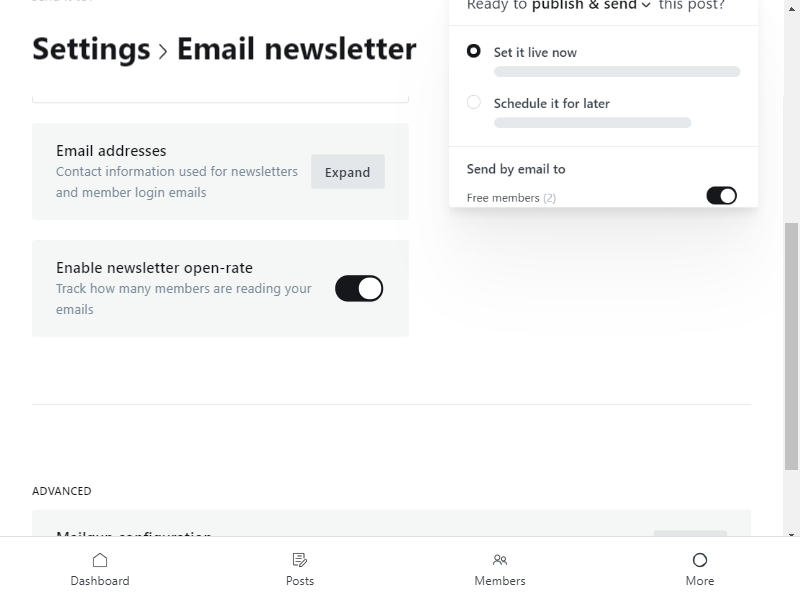 Settings › Email newsletter
Email addresses
Contact information used for newsletters
and member login emails
Expand
Enable newsletter open-rate
Track how many members are reading your
emails
Ready to publish & send this post?
Set it live now
Schedule it for later
Send by email to
Free members (2)
ADVANCED
Mailgun configuration
Dashboard
Posts
Members
More